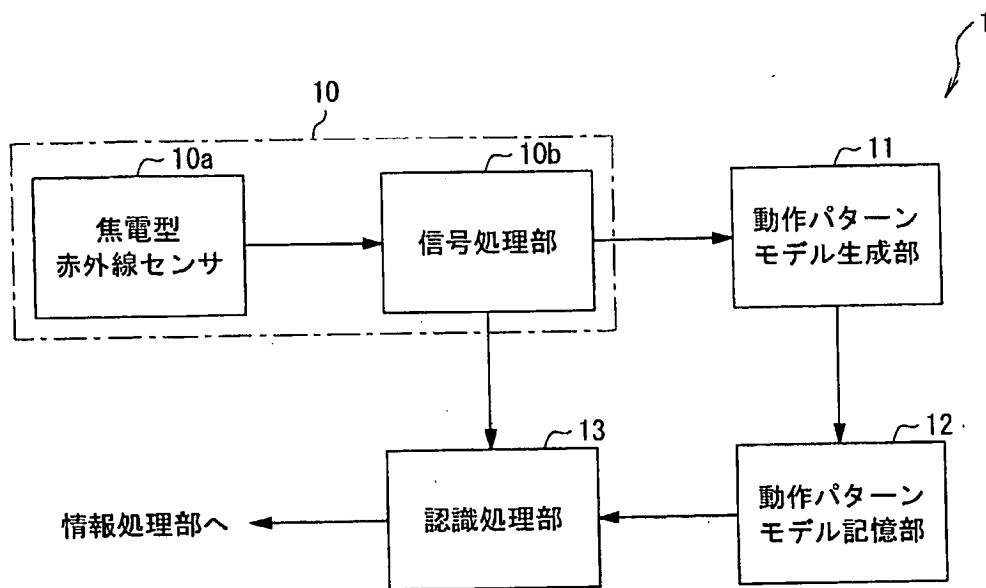 1
10
10a
焦電型
赤外線センサ
10b
信号処理部
11
動作パターン
モデル生成部
13
認識処理部
12
動作パターン
モデル記憶部
情報処理部へ